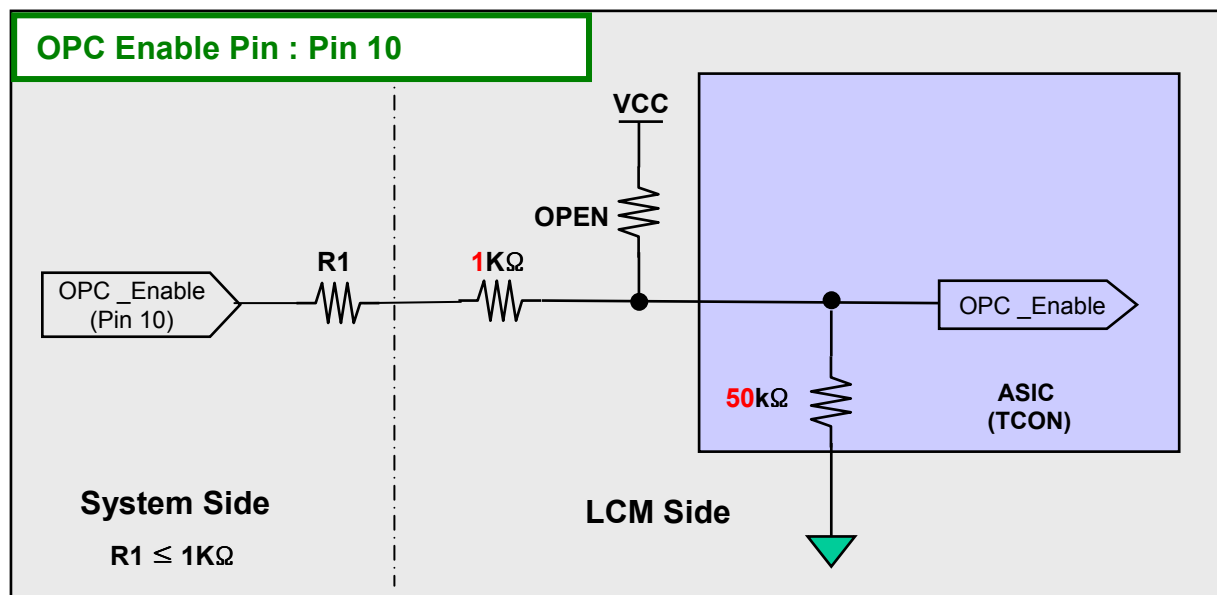 OPC Enable Pin : Pin 10
VCC
OPEN
R1
1KΩ
OPC _Enable
(Pin 10)
OPC _Enable
50kΩ
ASIC
(TCON)
System Side
LCM Side
R1 ≤ 1KΩ